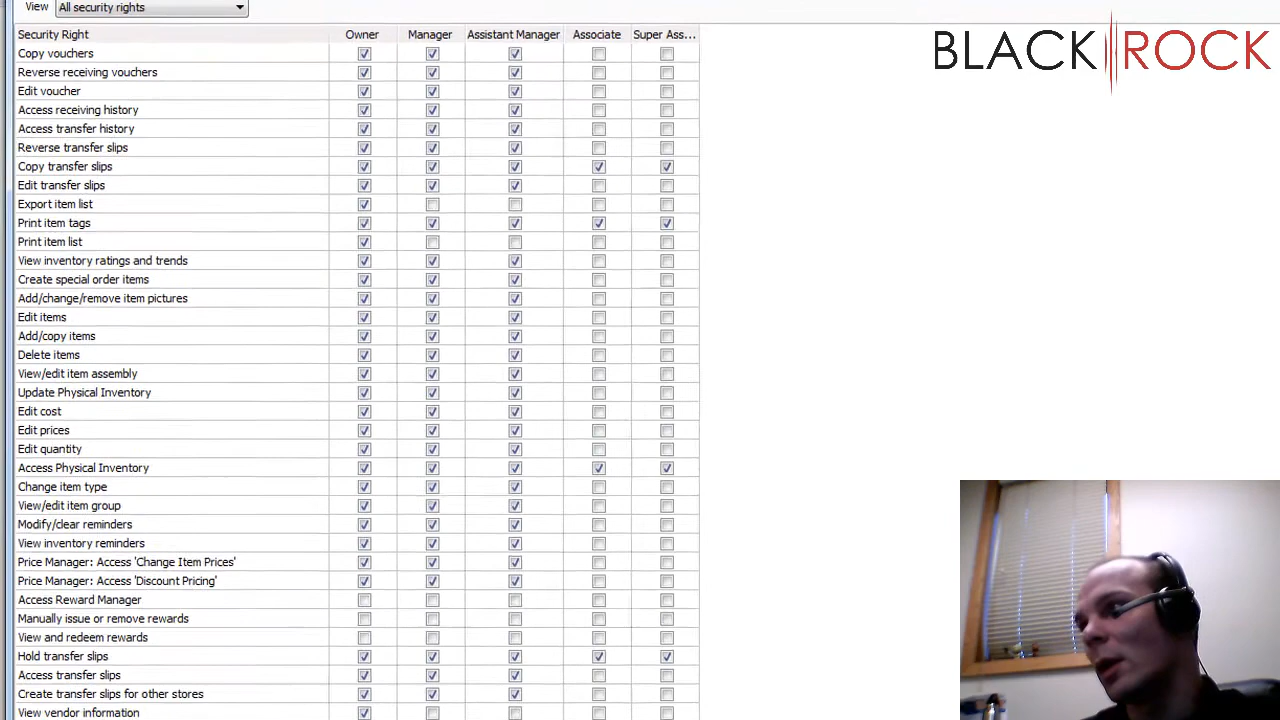 View All security rights
BLACK ROCK
Security Right Owner Manager Assistant Manager Associate Super Ass...
Copy vouchers
Reverse receiving vouchers
Edit voucher
Access receiving history
Access transfer history
Reverse transfer slips
Copy transfer slips
Edit transfer slips
Export item list
Print item tags
Print item list
View inventory ratings and trends
Create special order items
Add/change/remove item pictures
Edit items
Add/copy items
Delete items
View/edit item assembly
Update Physical Inventory
Edit cost
Edit prices
Edit quantity
Access Physical Inventory
Change item type
View/edit item group
Modify/clear reminders
View inventory reminders
Price Manager: Access 'Change Item Prices'
Price Manager: Access 'Discount Pricing'
Access Reward Manager
Manually issue or remove rewards
View and redeem rewards
Hold transfer slips
Access transfer slips
Create transfer slips for other stores
View vendor information